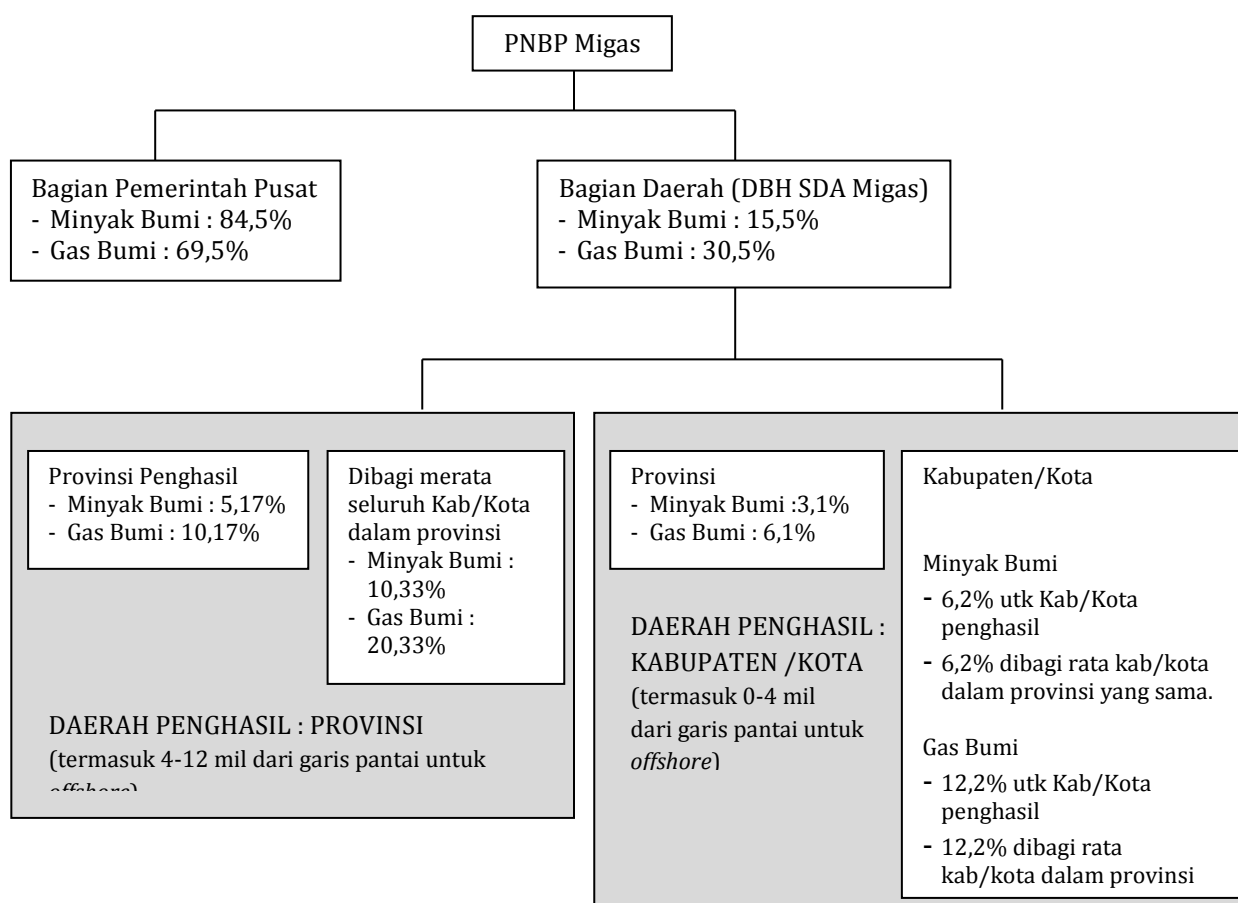 PNBP Migas
Bagian Pemerintah Pusat
- Minyak Bumi : 84,5%
- Gas Bumi : 69,5%
Bagian Daerah (DBH SDA Migas)
- Minyak Bumi : 15,5%
- Gas Bumi : 30,5%
Provinsi Penghasil
- Minyak Bumi : 5,17%
- Gas Bumi : 10,17%
Dibagi merata
seluruh Kab/Kota
dalam provinsi
- Minyak Bumi :
10,33%
- Gas Bumi :
20,33%
DAERAH PENGHASIL : PROVINSI
(termasuk 4-12 mil dari garis pantai untuk
offshore)
Provinsi
- Minyak Bumi :3,1%
- Gas Bumi : 6,1%
DAERAH PENGHASIL :
KABUPATEN /KOTA
(termasuk 0-4 mil
dari garis pantai untuk
offshore)
Kabupaten/Kota
Minyak Bumi
- 6,2% utk Kab/Kota
penghasil
- 6,2% dibagi rata kab/kota
dalam provinsi yang sama.
Gas Bumi
- 12,2% utk Kab/Kota
penghasil
- 12,2% dibagi rata
kab/kota dalam provinsi